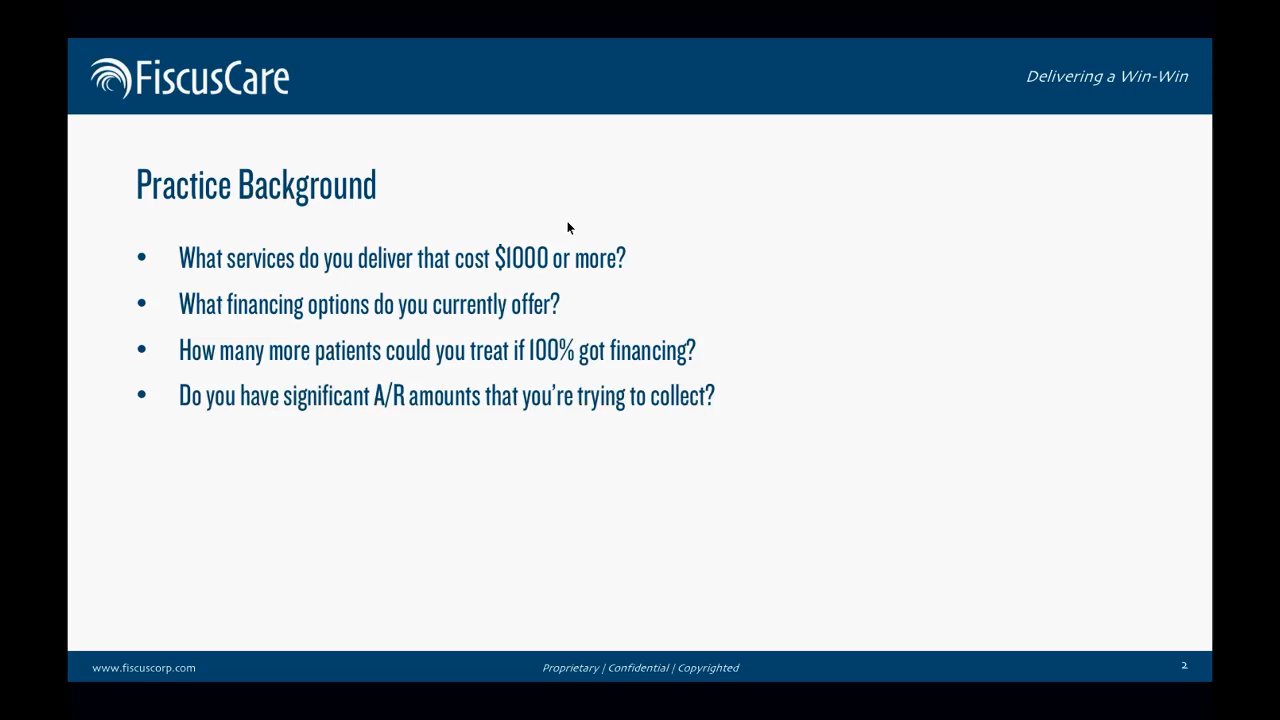 FiscusCare
Delivering a Win-Win
Practice Background
• What services do you deliver that cost $1000 or more?
• What financing options do you currently offer?
• How many more patients could you treat if 100% got financing?
• Do you have significant A/R amounts that you're trying to collect?
www.fiscuscorp.com
Proprietary | Confidential | Copyrighted
2